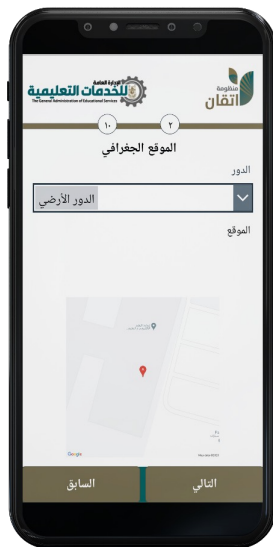 منظومة
اتقان
الإدارة العامة
للخدمات التعليمية
The General Administration of Educational Services
٢
١٠
الموقع الجغرافي
الدور
الدور الأرضي
الموقع
Google
التالي
السابق